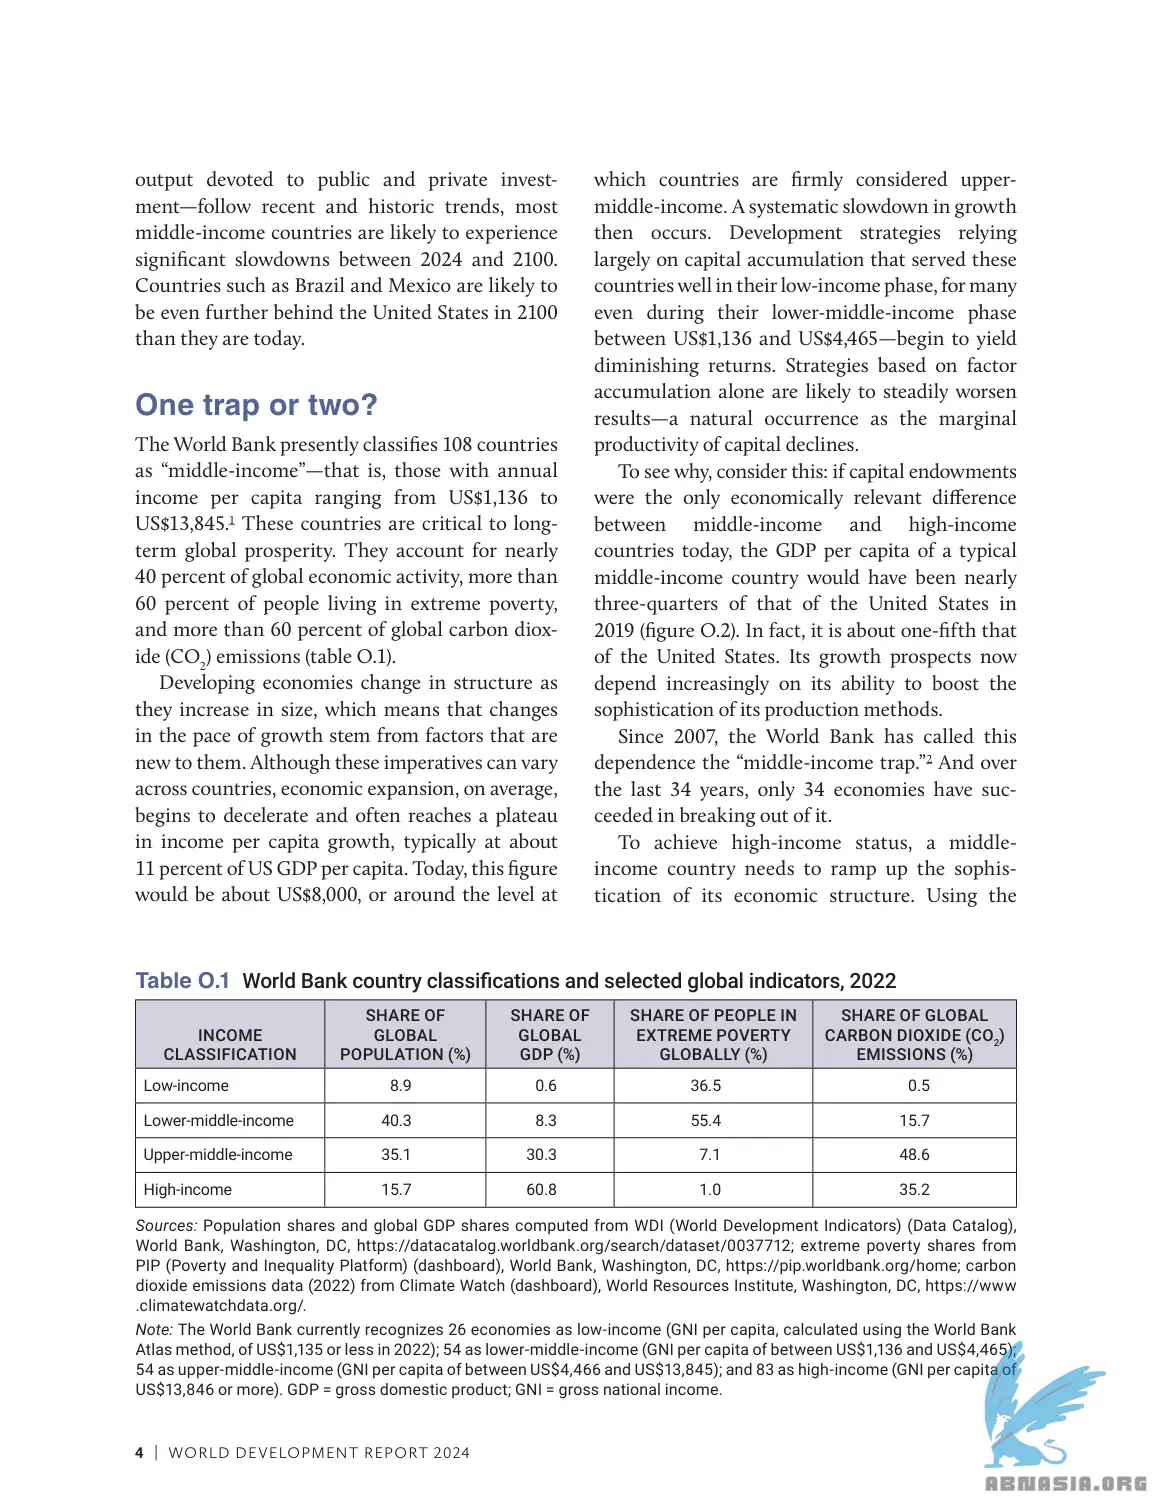 output devoted to public and private invest-
ment—follow recent and historic trends, most
middle-income countries are likely to experience
significant slowdowns between 2024 and 2100.
Countries such as Brazil and Mexico are likely to
be even further behind the United States in 2100
than they are today.
One trap or two?
The World Bank presently classifies 108 countries
as “middle-income”—that is, those with annual
income per capita ranging from US$1,136 to
US$13,845.1 These countries are critical to long-
term global prosperity. They account for nearly
40 percent of global economic activity, more than
60 percent of people living in extreme poverty,
and more than 60 percent of global carbon diox-
ide (CO2) emissions (table O.1).
Developing economies change in structure as
they increase in size, which means that changes
in the pace of growth stem from factors that are
new to them. Although these imperatives can vary
across countries, economic expansion, on average,
begins to decelerate and often reaches a plateau
in income per capita growth, typically at about
11 percent of US GDP per capita. Today, this figure
would be about US$8,000, or around the level at
which countries are firmly considered upper-
middle-income. A systematic slowdown in growth
then occurs. Development strategies relying
largely on capital accumulation that served these
countries well in their low-income phase, for many
even during their lower-middle-income phase
between US$1,136 and US$4,465—begin to yield
diminishing returns. Strategies based on factor
accumulation alone are likely to steadily worsen
results—a natural occurrence as the marginal
productivity of capital declines.
To see why, consider this: if capital endowments
were the only economically relevant difference
between middle-income and high-income
countries today, the GDP per capita of a typical
middle-income country would have been nearly
three-quarters of that of the United States in
2019 (figure O.2). In fact, it is about one-fifth that
of the United States. Its growth prospects now
depend increasingly on its ability to boost the
sophistication of its production methods.
Since 2007, the World Bank has called this
dependence the “middle-income trap.”2 And over
the last 34 years, only 34 economies have suc-
ceeded in breaking out of it.
To achieve high-income status, a middle-
income country needs to ramp up the sophis-
tication of its economic structure. Using the
Table O.1 World Bank country classifications and selected global indicators, 2022
INCOME CLASSIFICATION SHARE OF GLOBAL POPULATION (%) SHARE OF GLOBAL GDP (%) SHARE OF PEOPLE IN EXTREME POVERTY GLOBALLY (%) SHARE OF GLOBAL CARBON DIOXIDE (CO2) EMISSIONS (%)
Low-income 8.9 0.6 36.5 0.5
Lower-middle-income 40.3 8.3 55.4 15.7
Upper-middle-income 35.1 30.3 7.1 48.6
High-income 15.7 60.8 1.0 35.2
Sources: Population shares and global GDP shares computed from WDI (World Development Indicators) (Data Catalog),
World Bank, Washington, DC, https://datacatalog.worldbank.org/search/dataset/0037712; extreme poverty shares from
PIP (Poverty and Inequality Platform) (dashboard), World Bank, Washington, DC, https://pip.worldbank.org/home; carbon
dioxide emissions data (2022) from Climate Watch (dashboard), World Resources Institute, Washington, DC, https://www
.climatewatchdata.org/.
Note: The World Bank currently recognizes 26 economies as low-income (GNI per capita, calculated using the World Bank
Atlas method, of US$1,135 or less in 2022); 54 as lower-middle-income (GNI per capita of between US$1,136 and US$4,465);
54 as upper-middle-income (GNI per capita of between US$4,466 and US$13,845); and 83 as high-income (GNI per capita of
US$13,846 or more). GDP = gross domestic product; GNI = gross national income.
4 | WORLD DEVELOPMENT REPORT 2024
ABNASIA.ORG